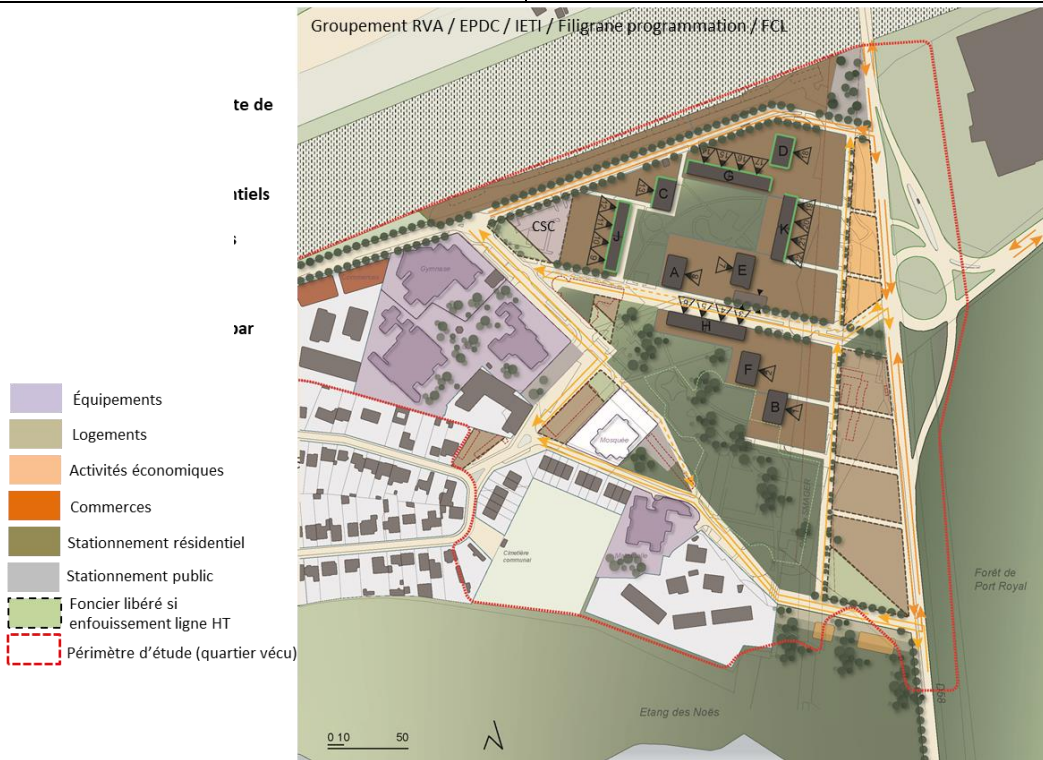 Groupement RVA / EPDC / IETI / Filigrane programmation / FCL
te de
tiels
s
par
Équipements
Logements
Activités économiques
Commerces
Stationnement résidentiel
Stationnement public
Foncier libéré si
enfouissement ligne HT
Périmètre d'étude (quartier vécu)
D
G
C
CSC
J
K
Gymnase
A
E
H
F
B
Mosquée
Cimetière
communal
Forêt de
Port Royal
Etang des Noës
D58
0 10 50
N